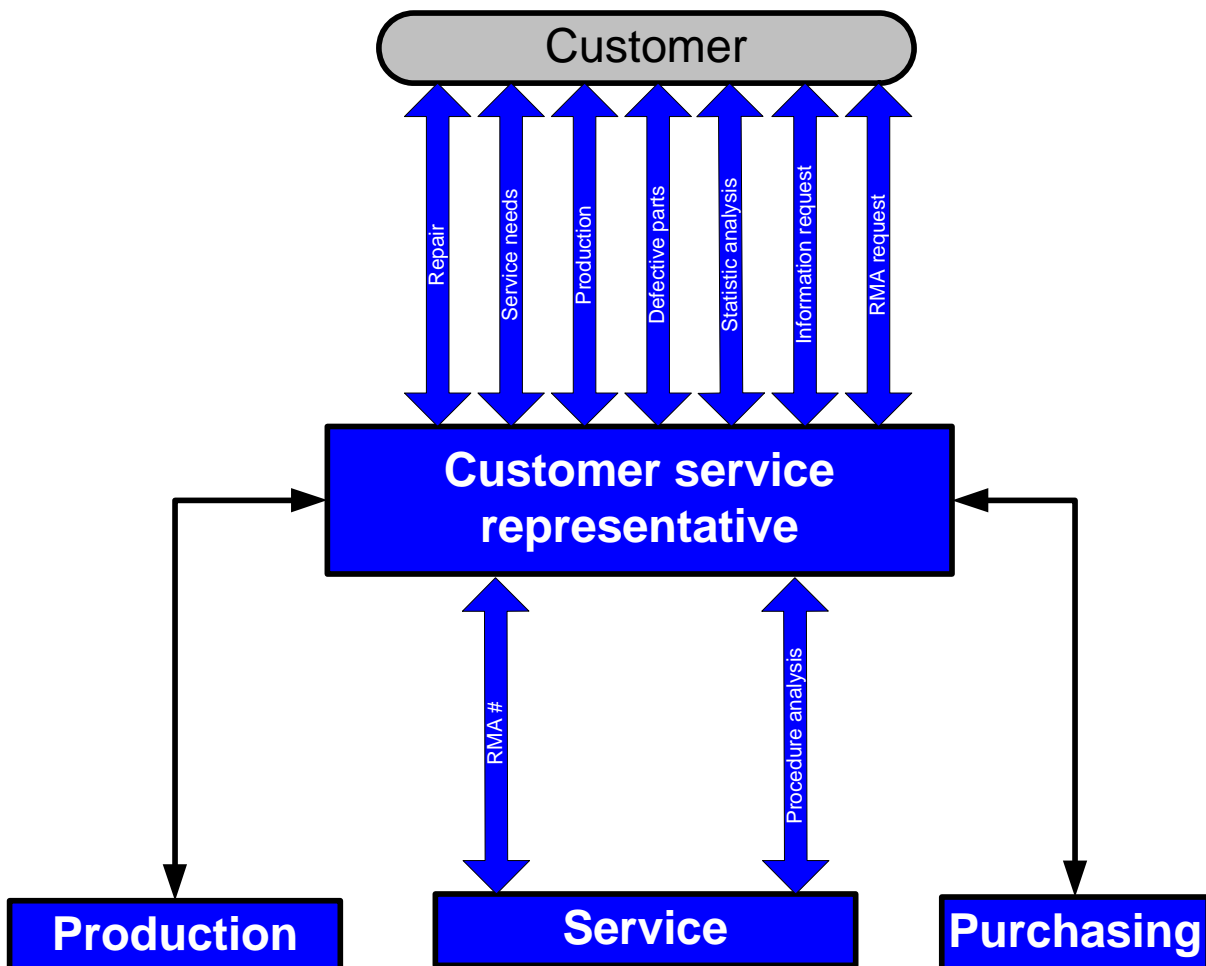 Customer
Repair
Service needs
Production
Defective parts
Statistic analysis
Information request
RMA request
Customer service
representative
RMA #
Procedure analysis
Production
Service
Purchasing